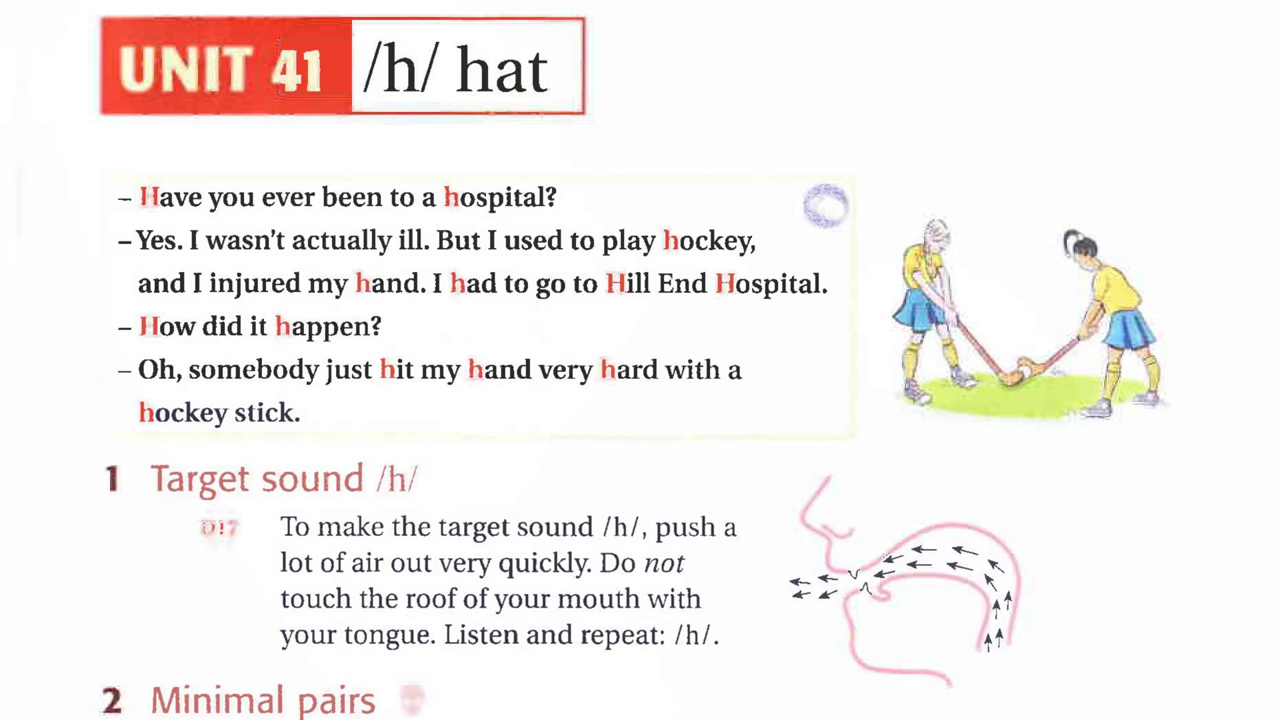 UNIT 41 /h/ hat
– Have you ever been to a hospital?
– Yes. I wasn't actually ill. But I used to play hockey,
and I injured my hand. I had to go to Hill End Hospital.
– How did it happen?
– Oh, somebody just hit my hand very hard with a
hockey stick.
1 Target sound /h/
D17 To make the target sound /h/, push a
lot of air out very quickly. Do not
touch the roof of your mouth with
your tongue. Listen and repeat: /h/.
2 Minimal pairs